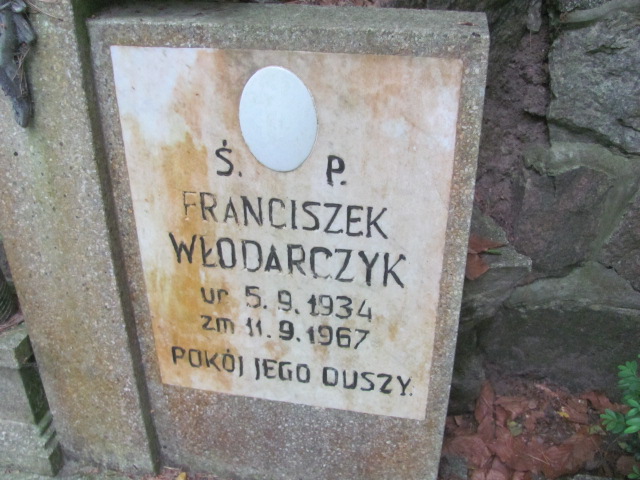 Ś. P.
FRANCISZEK
WŁODARCZYK
ur 5.9.1934
zm 11.9.1967
POKÓJ JEGO DUSZY.